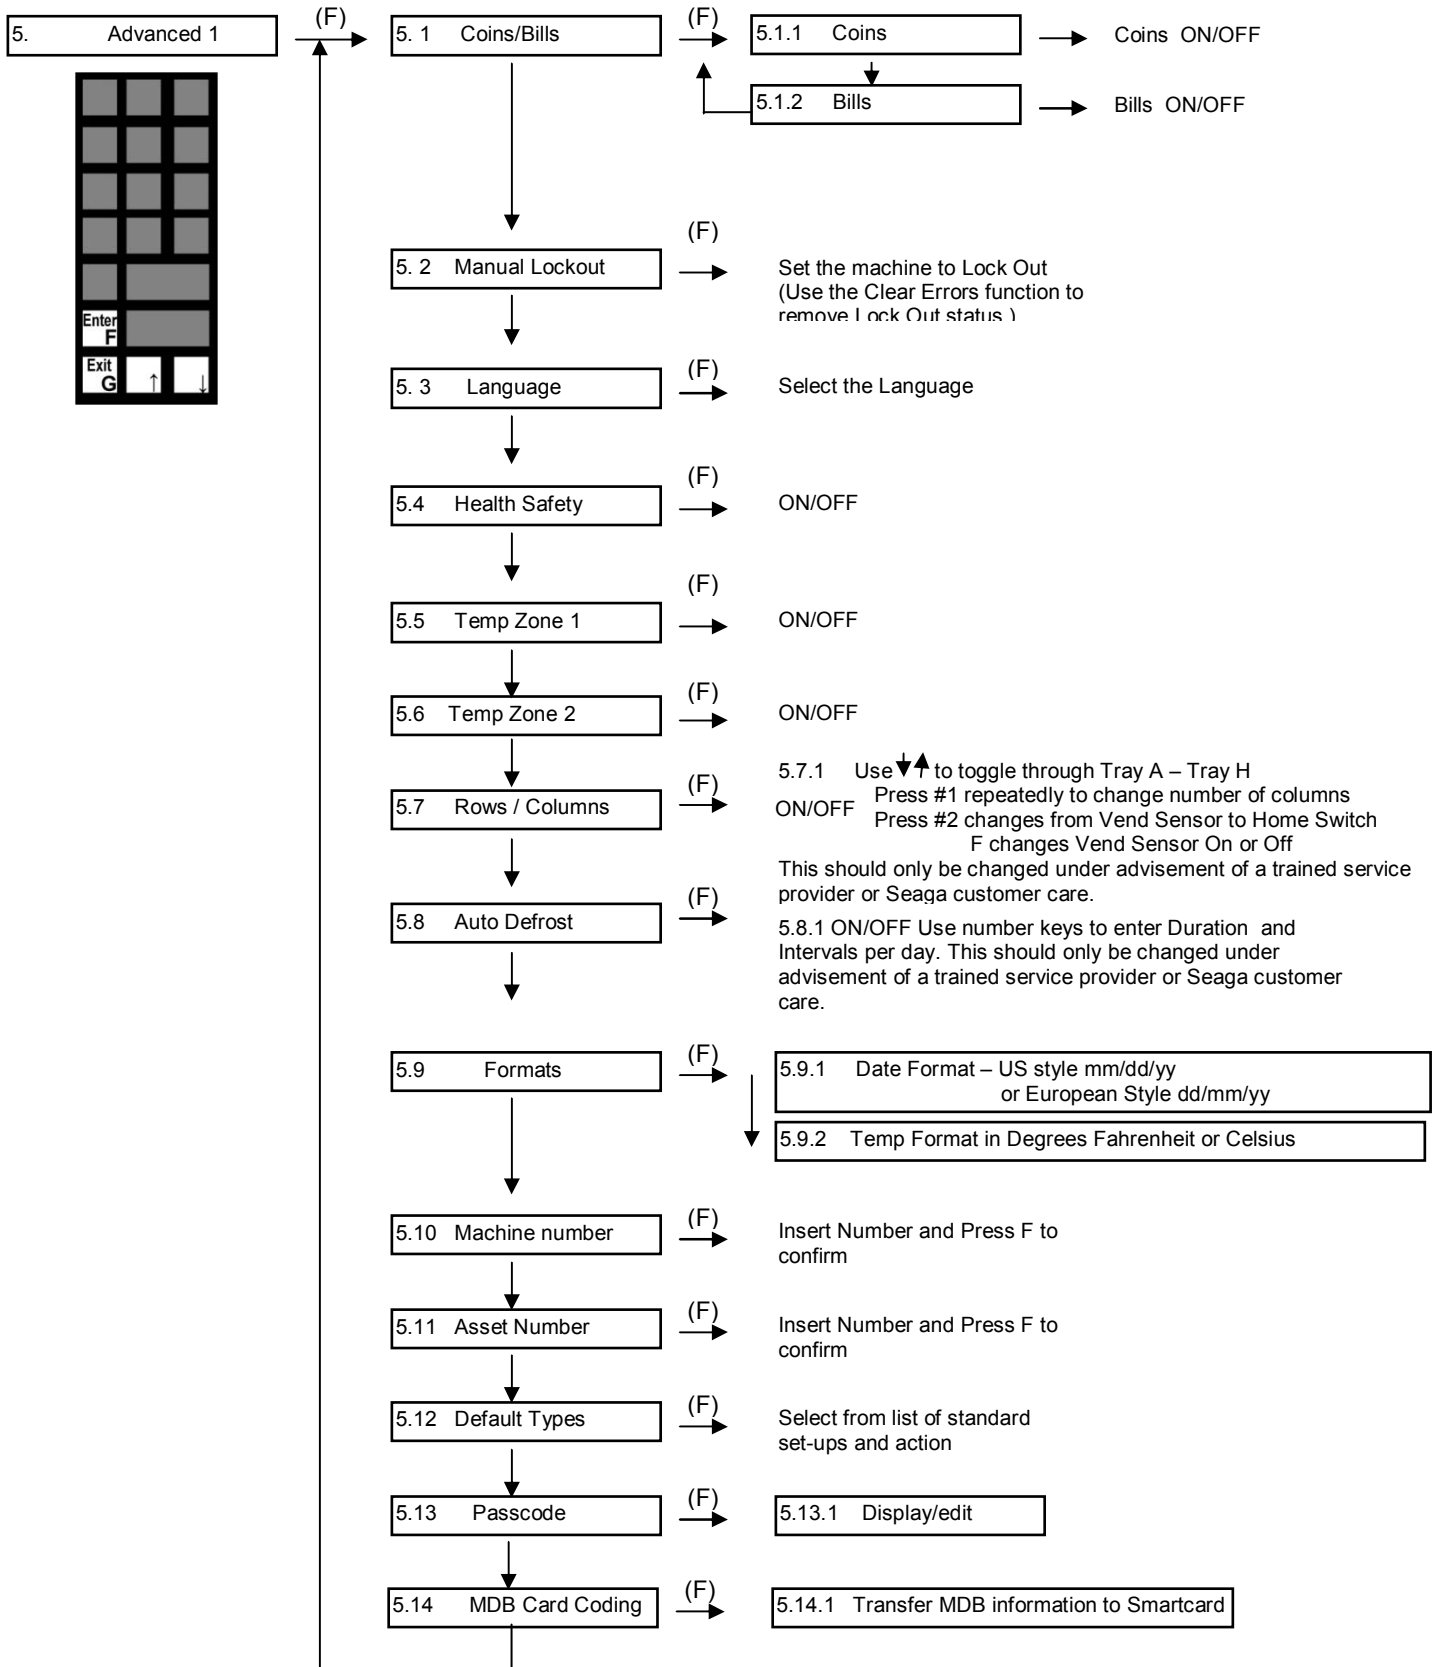 5. Advanced 1
(F)
5. 1 Coins/Bills
(F)
5.1.1 Coins
Coins ON/OFF
5.1.2 Bills
Bills ON/OFF
Enter
F
Exit
G ↑ ↓
5. 2 Manual Lockout
(F)
Set the machine to Lock Out
(Use the Clear Errors function to
remove Lock Out status )
5. 3 Language
(F)
Select the Language
5.4 Health Safety
(F)
ON/OFF
5.5 Temp Zone 1
(F)
ON/OFF
5.6 Temp Zone 2
(F)
ON/OFF
5.7 Rows / Columns
(F)
5.7.1 Use ↓↑ to toggle through Tray A – Tray H
ON/OFF Press #1 repeatedly to change number of columns
Press #2 changes from Vend Sensor to Home Switch
F changes Vend Sensor On or Off
This should only be changed under advisement of a trained service
provider or Seaga customer care.
5.8 Auto Defrost
(F)
5.8.1 ON/OFF Use number keys to enter Duration and
Intervals per day. This should only be changed under
advisement of a trained service provider or Seaga customer
care.
5.9 Formats
(F)
5.9.1 Date Format – US style mm/dd/yy
or European Style dd/mm/yy
5.9.2 Temp Format in Degrees Fahrenheit or Celsius
5.10 Machine number
(F)
Insert Number and Press F to
confirm
5.11 Asset Number
(F)
Insert Number and Press F to
confirm
5.12 Default Types
(F)
Select from list of standard
set-ups and action
5.13 Passcode
(F)
5.13.1 Display/edit
5.14 MDB Card Coding
(F)
5.14.1 Transfer MDB information to Smartcard